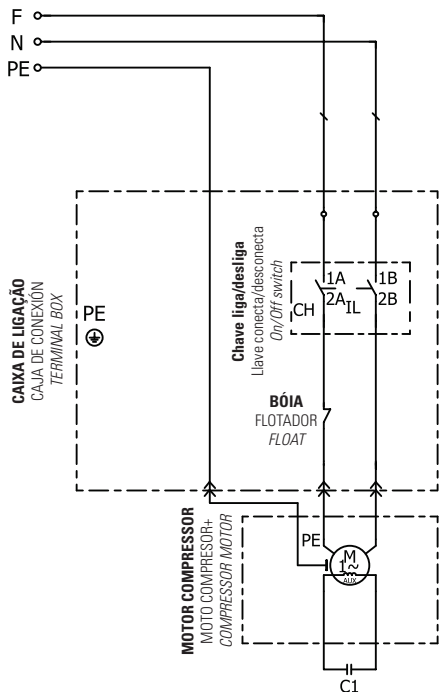 F
N
PE
CAIXA DE LIGAÇÃO
CAJA DE CONEXIÓN
TERMINAL BOX
PE
Chave liga/desliga
Llave conecta/desconecta
On/Off switch
1A
2A
CH
IL
1B
2B
BÓIA
FLOTADOR
FLOAT
MOTOR COMPRESSOR
MOTO COMPRESOR+
COMPRESSOR MOTOR
PE
M
1~
AUX
C1